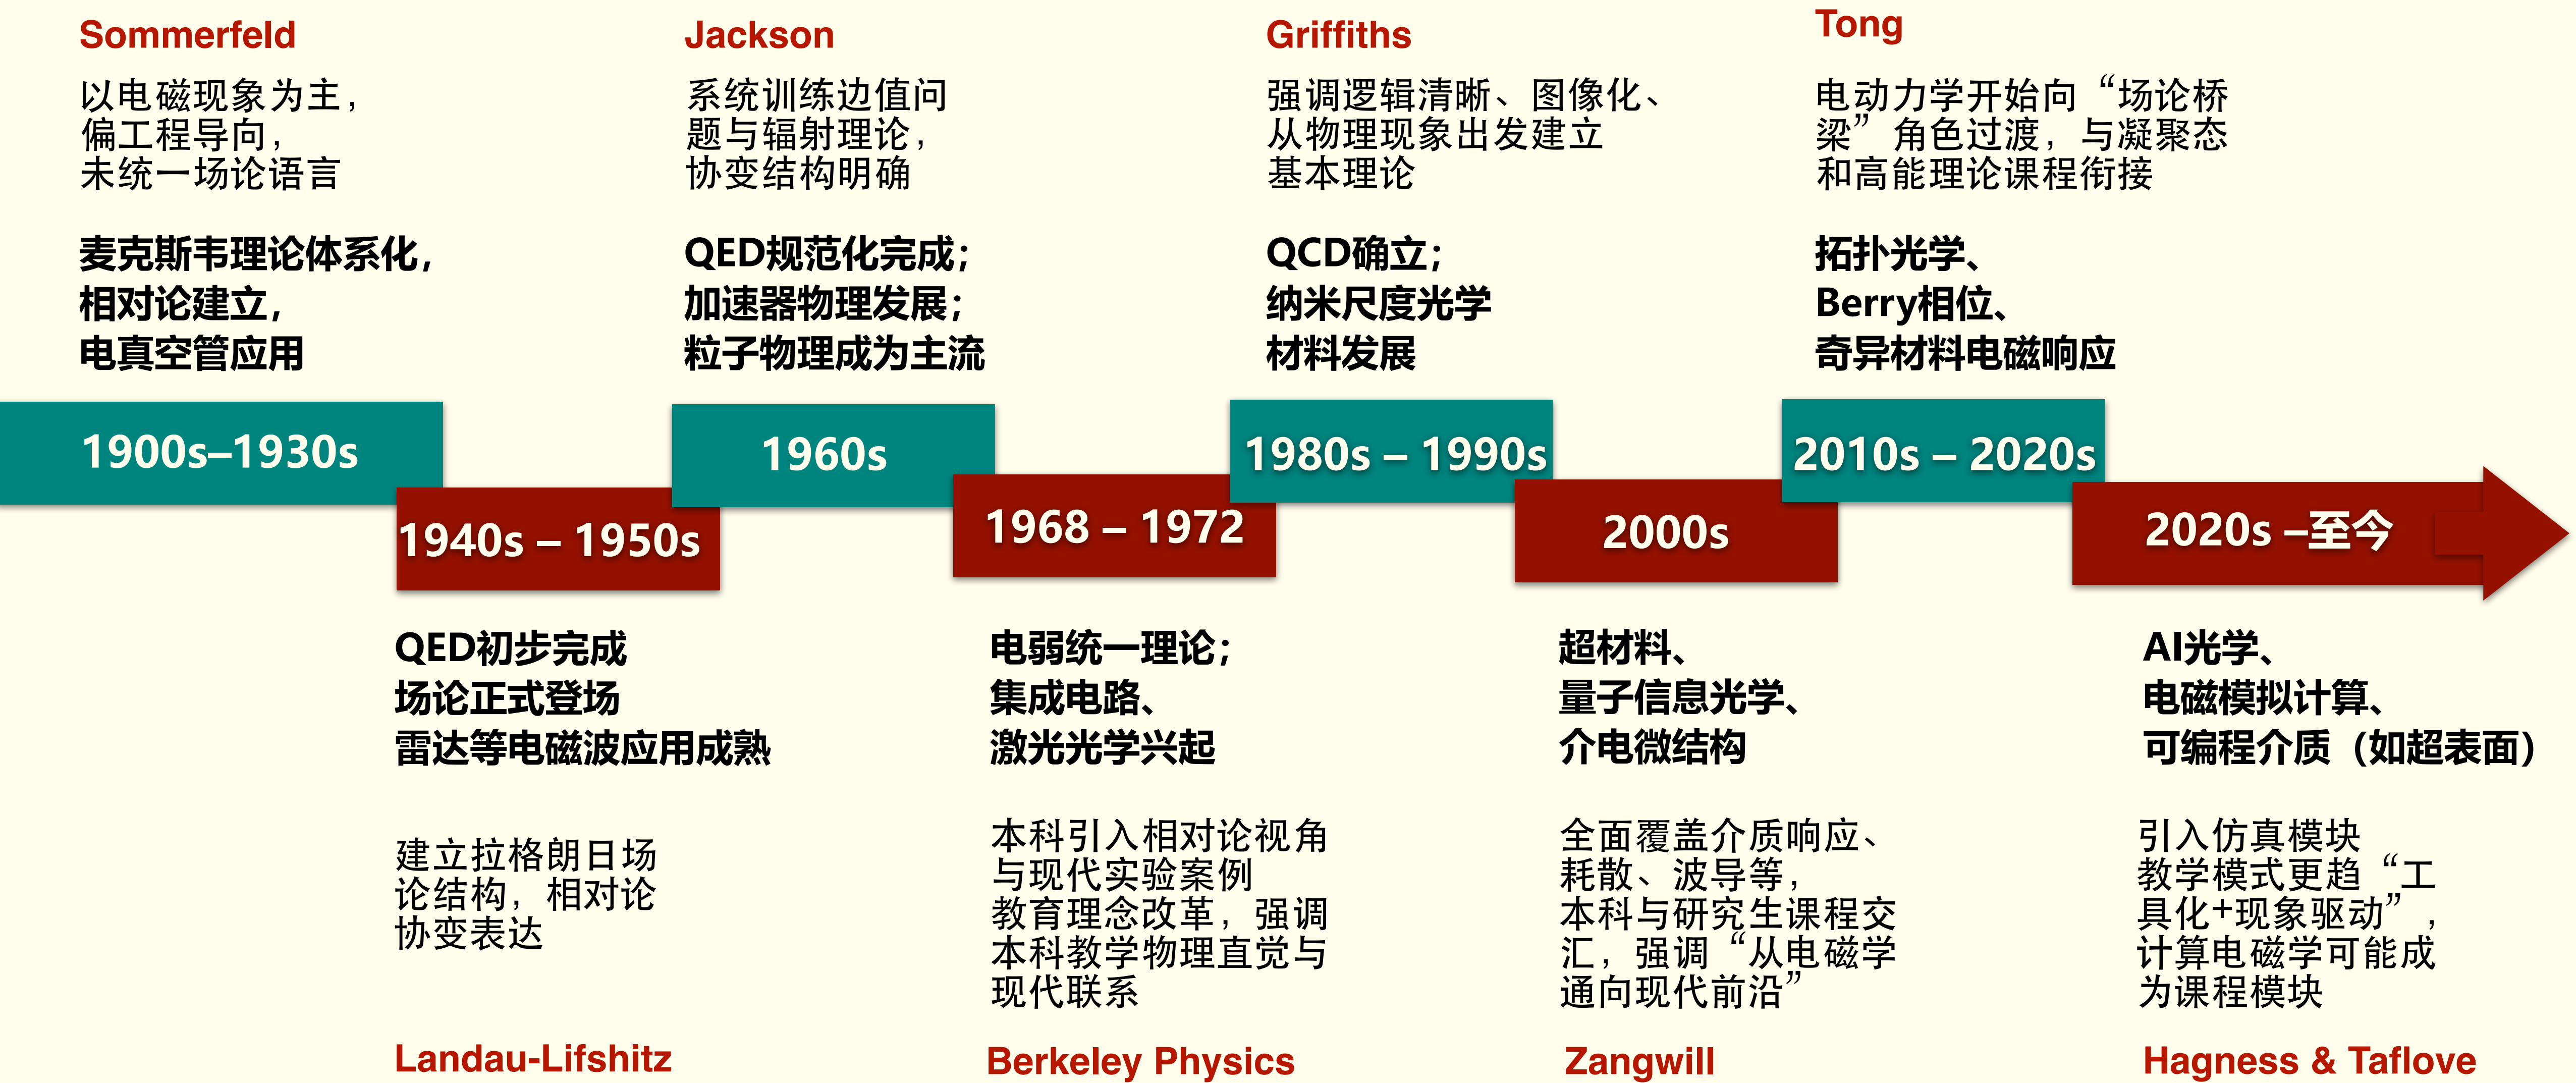 Sommerfeld
以电磁现象为主，
偏工程导向，
未统一场论语言
麦克斯韦理论体系化，
相对论建立，
电真空管应用
1900s–1930s
Jackson
系统训练边值问
题与辐射理论，
协变结构明确
QED规范化完成；
加速器物理发展；
粒子物理成为主流
1960s
Griffiths
强调逻辑清晰、图像化、
从物理现象出发建立
基本理论
QCD确立；
纳米尺度光学
材料发展
1980s – 1990s
Tong
电动力学开始向“场论桥
梁”角色过渡，与凝聚态
和高能理论课程衔接
拓扑光学、
Berry相位、
奇异材料电磁响应
2010s – 2020s
1940s – 1950s
QED初步完成
场论正式登场
雷达等电磁波应用成熟
建立拉格朗日场
论结构，相对论
协变表达
Landau-Lifshitz
1968 – 1972
电弱统一理论；
集成电路、
激光光学兴起
本科引入相对论视角
与现代实验案例
教育理念改革，强调
本科教学物理直觉与
现代联系
Berkeley Physics
2000s
超材料、
量子信息光学、
介电微结构
全面覆盖介质响应、
耗散、波导等，
本科与研究生课程交
汇，强调“从电磁学
通向现代前沿”
Zangwill
2020s –至今
AI光学、
电磁模拟计算、
可编程介质（如超表面）
引入仿真模块
教学模式更趋“工
具化+现象驱动”，
计算电磁学可能成
为课程模块
Hagness & Taflove